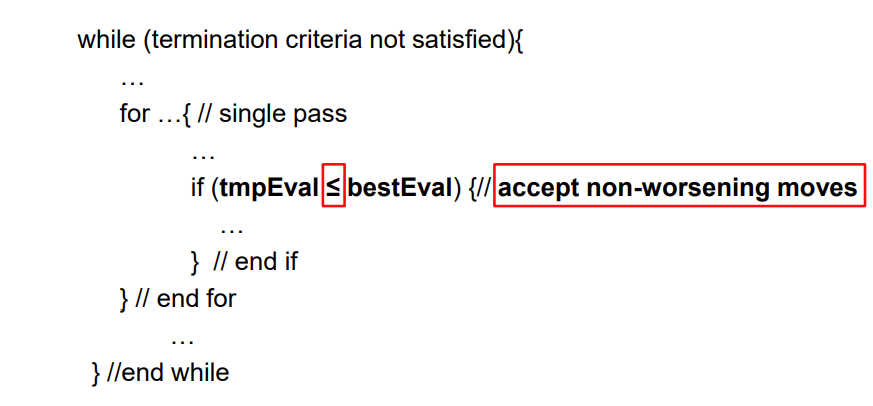 while (termination criteria not satisfied){
…
for …{ // single pass
…
if (tmpEval ≤ bestEval) {// accept non-worsening moves
…
} // end if
} // end for
…
} //end while